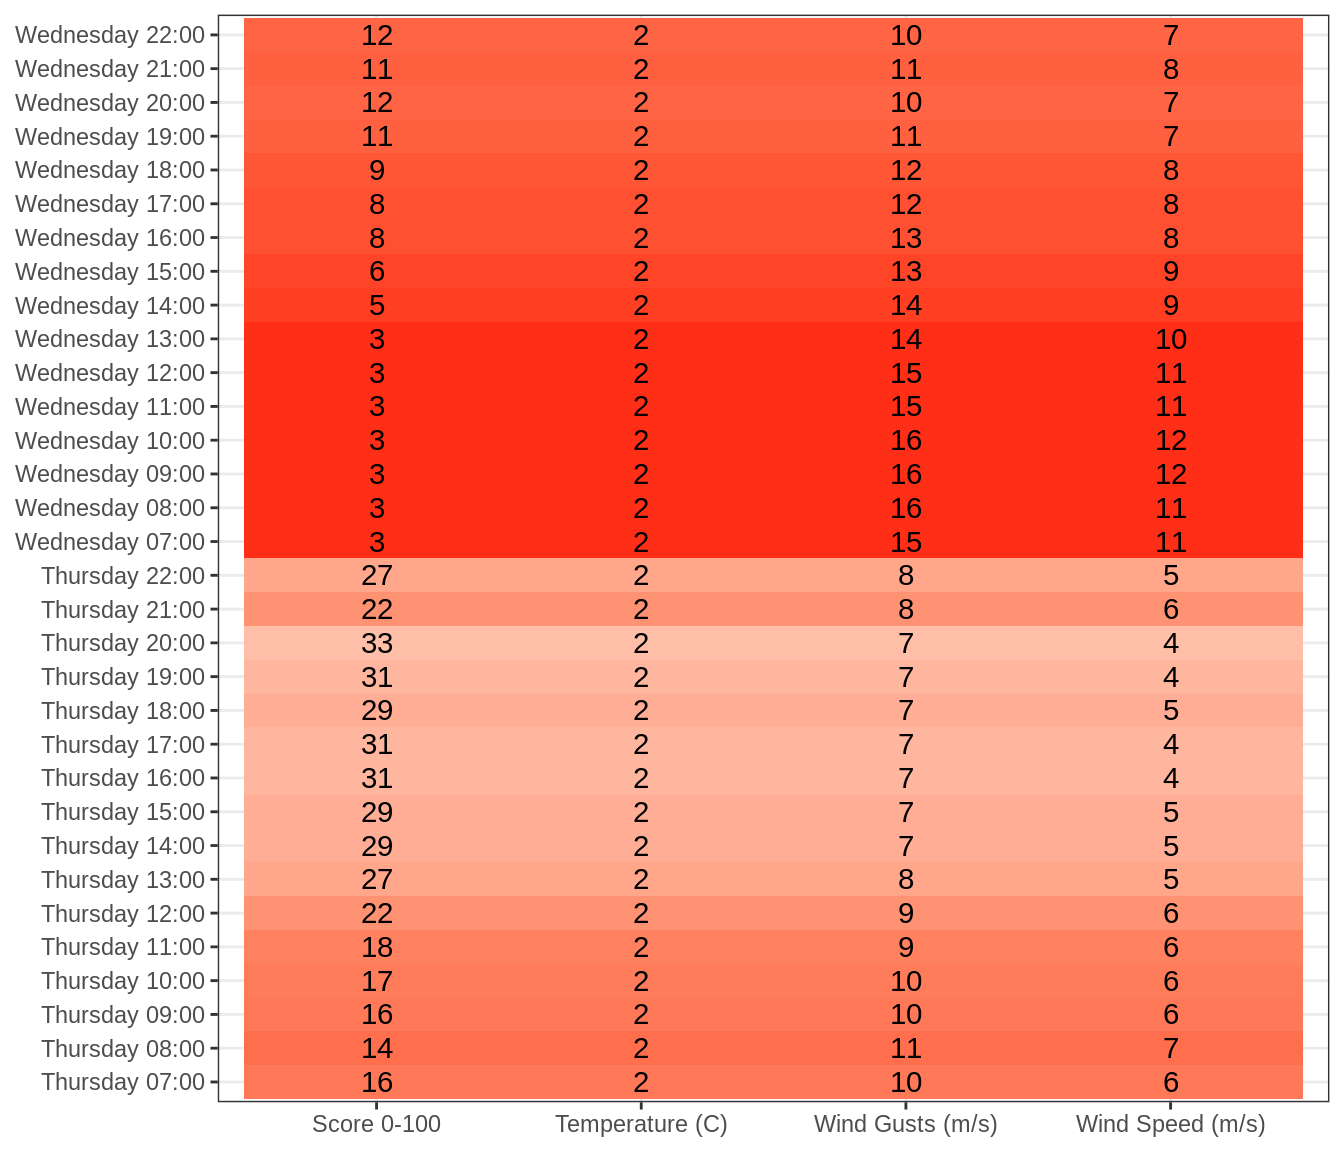 Wednesday 22:00 12 2 10 7
Wednesday 21:00 11 2 11 8
Wednesday 20:00 12 2 10 7
Wednesday 19:00 11 2 11 7
Wednesday 18:00 9 2 12 8
Wednesday 17:00 8 2 12 8
Wednesday 16:00 8 2 13 8
Wednesday 15:00 6 2 13 9
Wednesday 14:00 5 2 14 9
Wednesday 13:00 3 2 14 10
Wednesday 12:00 3 2 15 11
Wednesday 11:00 3 2 15 11
Wednesday 10:00 3 2 16 12
Wednesday 09:00 3 2 16 12
Wednesday 08:00 3 2 16 11
Wednesday 07:00 3 2 15 11
Thursday 22:00 27 2 8 5
Thursday 21:00 22 2 8 6
Thursday 20:00 33 2 7 4
Thursday 19:00 31 2 7 4
Thursday 18:00 29 2 7 5
Thursday 17:00 31 2 7 4
Thursday 16:00 31 2 7 4
Thursday 15:00 29 2 7 5
Thursday 14:00 29 2 7 5
Thursday 13:00 27 2 8 5
Thursday 12:00 22 2 9 6
Thursday 11:00 18 2 9 6
Thursday 10:00 17 2 10 6
Thursday 09:00 16 2 10 6
Thursday 08:00 14 2 11 7
Thursday 07:00 16 2 10 6
Score 0-100 Temperature (C) Wind Gusts (m/s) Wind Speed (m/s)